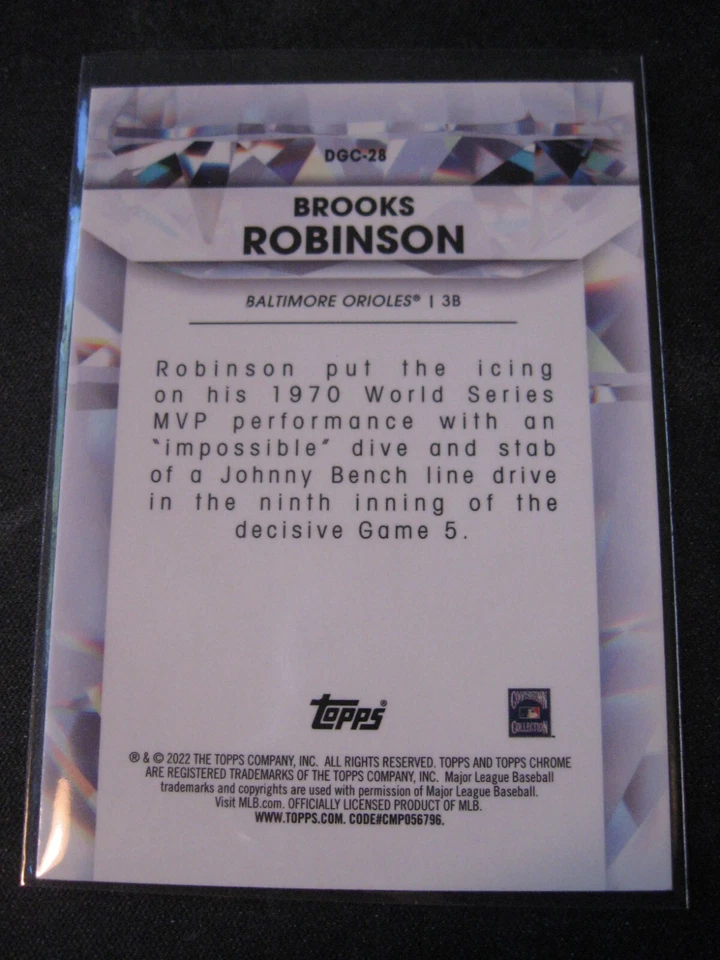 DGC-28
BROOKS
ROBINSON
BALTIMORE ORIOLES® | 3B
Robinson put the icing
on his 1970 World Series
MVP performance with an
"impossible" dive and stab
of a Johnny Bench line drive
in the ninth inning of the
decisive Game 5.
topps®
COOPERSTOWN
COLLECTION™
® & © 2022 THE TOPPS COMPANY, INC. ALL RIGHTS RESERVED. TOPPS AND TOPPS CHROME
ARE REGISTERED TRADEMARKS OF THE TOPPS COMPANY, INC. Major League Baseball
trademarks and copyrights are used with permission of Major League Baseball.
Visit MLB.com. OFFICIALLY LICENSED PRODUCT OF MLB.
WWW.TOPPS.COM. CODE#CMP056796.